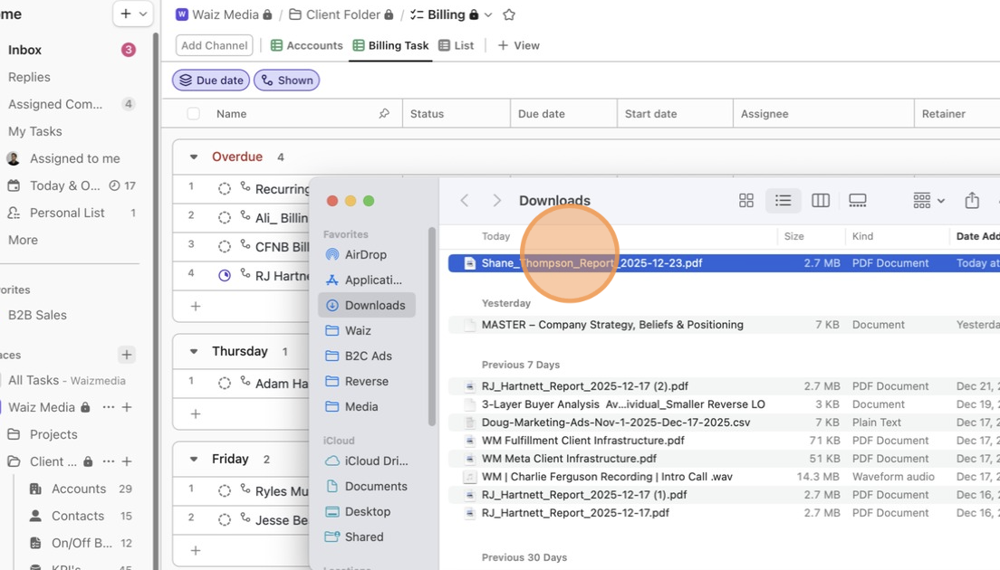 ome
Inbox 3
Replies
Assigned Com... 4
My Tasks
Assigned to me
Today & O... 17
Personal List 1
More
orites
B2B Sales
aces
All Tasks - Waizmedia
Waiz Media
Projects
Client ...
Accounts 29
Contacts 15
On/Off B... 12
KPI's 45
W Waiz Media / Client Folder / Billing
Add Channel Acccounts Billing Task List + View
Due date Shown
Name Status Due date Start date Assignee Retainer
Overdue 4
1 Recurring
2 Ali_ Billin
3 CFNB Bill
4 RJ Hartne
Thursday 1
1 Adam Ha
Friday 2
1 Ryles Mu
2 Jesse Be
Favorites
AirDrop
Applicati...
Downloads
Waiz
B2C Ads
Reverse
Media
iCloud
iCloud Dri...
Documents
Desktop
Shared
Locations
Downloads
Today Size Kind Date Add
Shane_Thompson_Report_2025-12-23.pdf 2.7 MB PDF Document Today at
Yesterday
MASTER – Company Strategy, Beliefs & Positioning 7 KB Document Yesterda
Previous 7 Days
RJ_Hartnett_Report_2025-12-17 (2).pdf 2.7 MB PDF Document Dec 21, 2
3-Layer Buyer Analysis Av...ividual_Smaller Reverse LO 3 KB Document Dec 19, 2
Doug-Marketing-Ads-Nov-1-2025-Dec-17-2025.csv 7 KB Plain Text Dec 17, 2
WM Fulfillment Client Infrastructure.pdf 71 KB PDF Document Dec 17, 2
WM Meta Client Infrastructure.pdf 51 KB PDF Document Dec 17, 2
WM | Charlie Ferguson Recording | Intro Call .wav 14.3 MB Waveform audio Dec 17, 2
RJ_Hartnett_Report_2025-12-17 (1).pdf 2.7 MB PDF Document Dec 16, 2
RJ_Hartnett_Report_2025-12-17.pdf 2.7 MB PDF Document Dec 16, 2
Previous 30 Days